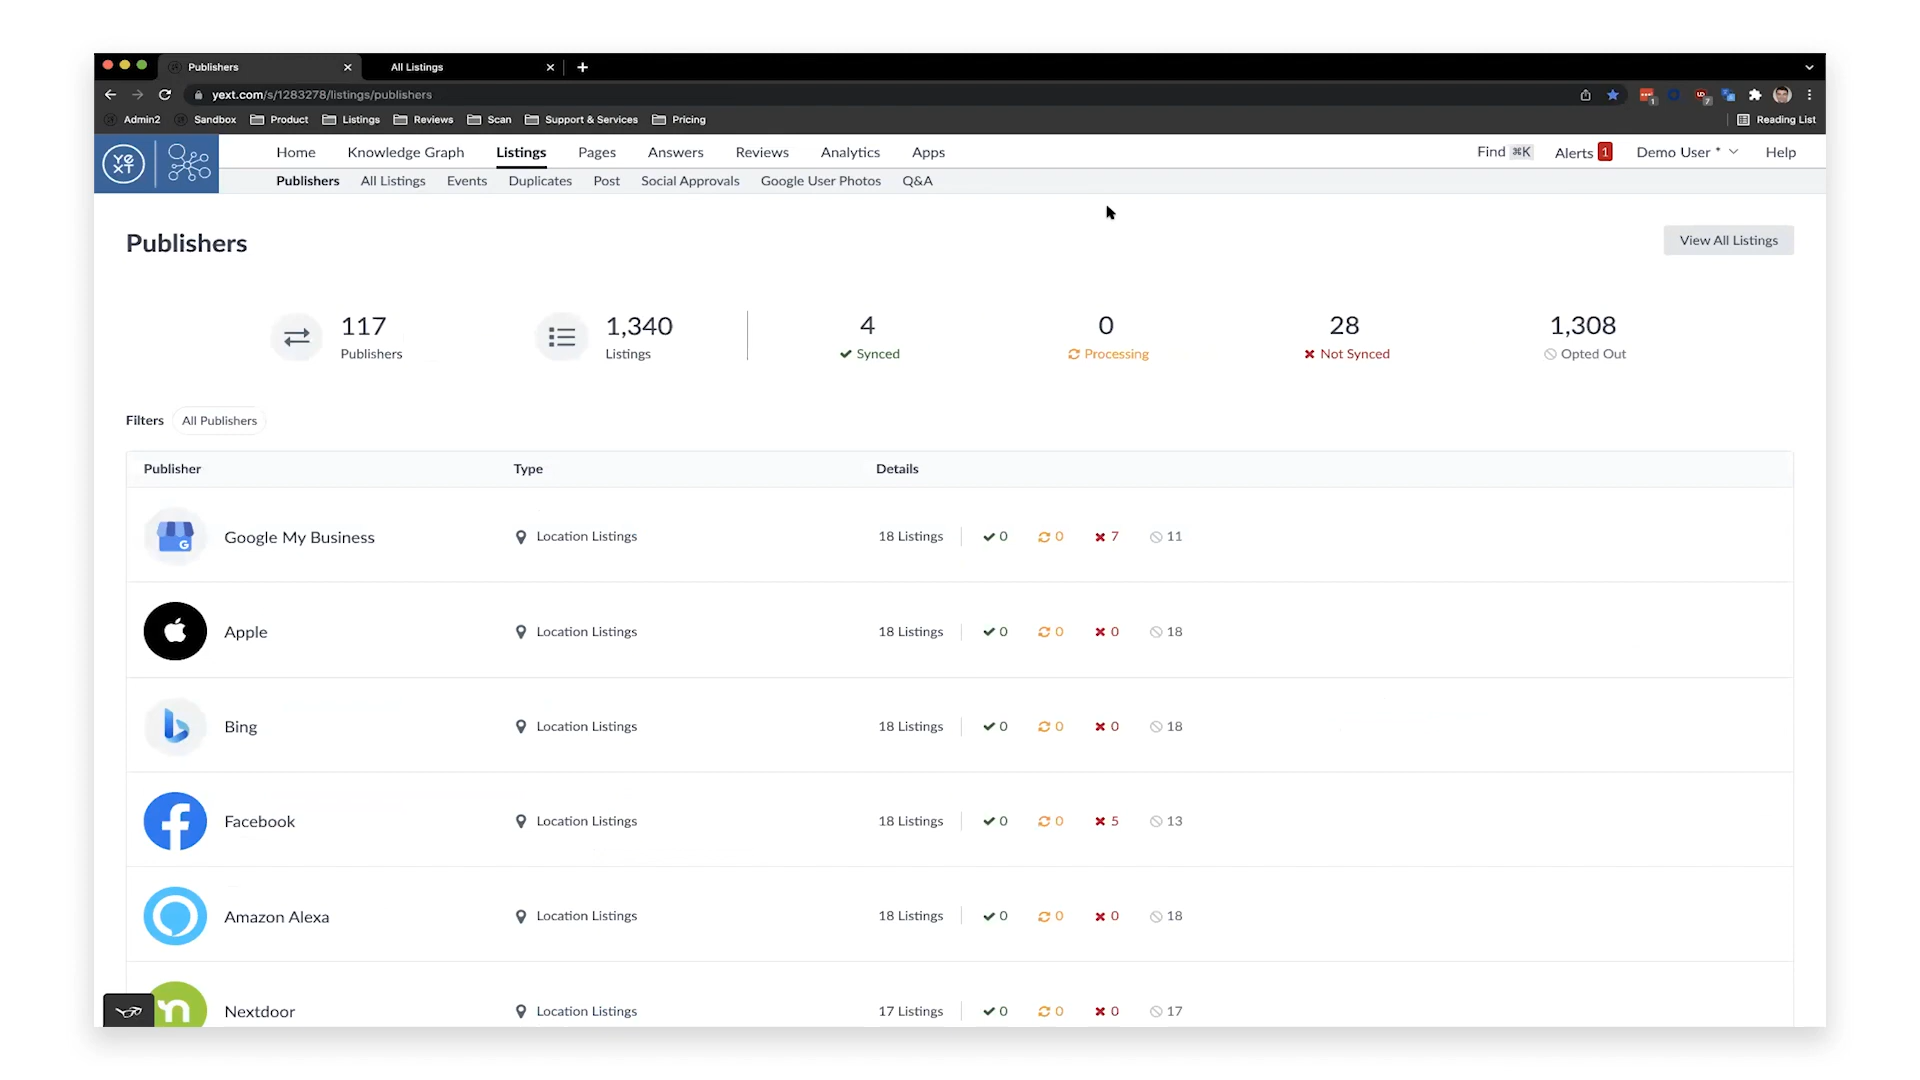 Publishers All Listings
yext.com/s/1283278/listings/publishers
Admin2 Sandbox Product Listings Reviews Scan Support & Services Pricing Reading List
YEXT Home Knowledge Graph Listings Pages Answers Reviews Analytics Apps Find ⌘K Alerts 1 Demo User * Help
Publishers All Listings Events Duplicates Post Social Approvals Google User Photos Q&A
Publishers View All Listings
117 1,340 4 0 28 1,308
Publishers Listings Synced Processing Not Synced Opted Out
Filters All Publishers
Publisher Type Details
Google My Business Location Listings 18 Listings 0 0 7 11
Apple Location Listings 18 Listings 0 0 0 18
Bing Location Listings 18 Listings 0 0 0 18
Facebook Location Listings 18 Listings 0 0 5 13
Amazon Alexa Location Listings 18 Listings 0 0 0 18
Nextdoor Location Listings 17 Listings 0 0 0 17